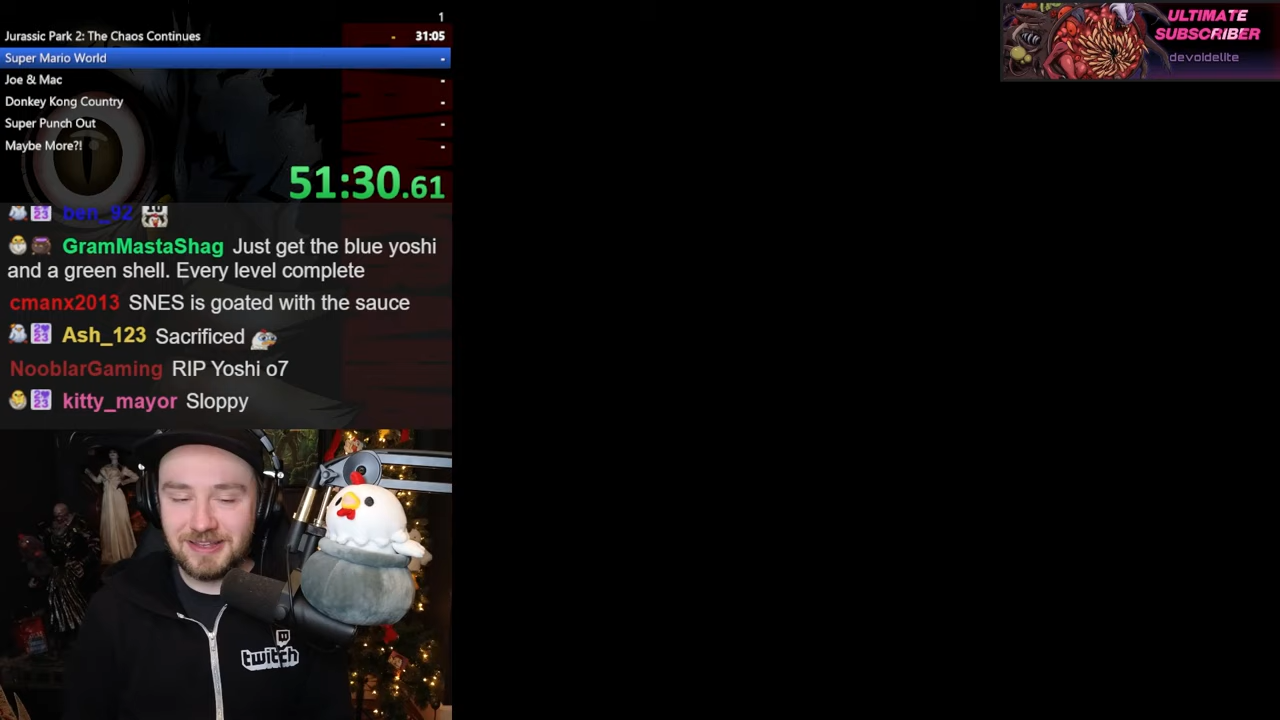 1
Jurassic Park 2: The Chaos Continues - 31:05
Super Mario World -
Joe & Mac -
Donkey Kong Country -
Super Punch Out -
Maybe More?! -
51:30.61
ben_92
GramMastaShag Just get the blue yoshi
and a green shell. Every level complete
cmanx2013 SNES is goated with the sauce
Ash_123 Sacrificed
NooblarGaming RIP Yoshi o7
kitty_mayor Sloppy
twitch
ULTIMATE
SUBSCRIBER
devoidelite